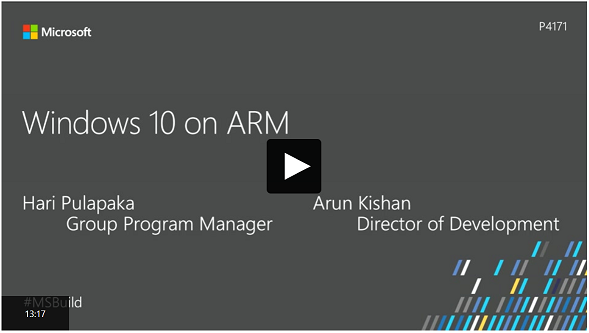 Microsoft
P4171
Windows 10 on ARM
Hari Pulapaka
Group Program Manager
Arun Kishan
Director of Development
#MSBuild
13:17